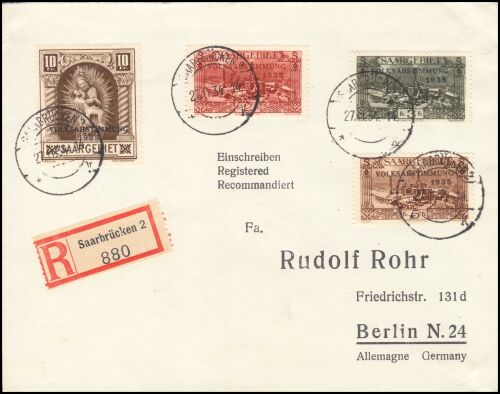 10 10
VOLKSABSTIMMUNG
1935
SAARGEBIET
SAARGEBIET
VOLKSABSTIMMUNG
1935
SAARGEBIET
VOLKSABSTIMMUNG
1935
SAARGEBIET
VOLKSABSTIMMUNG
1935
Einschreiben
Registered
Recommandiert
R
Saarbrücken 2
880
Fa.
Rudolf Rohr
Friedrichstr. 131d
Berlin N.24
Allemagne Germany